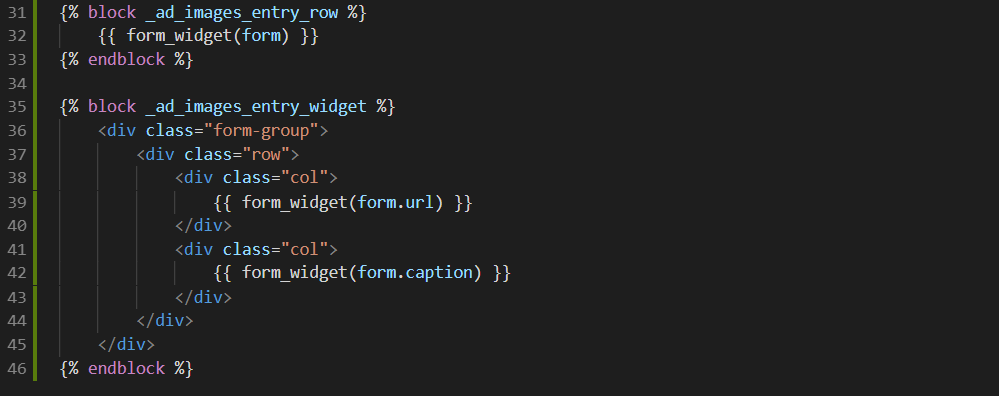 31 {% block _ad_images_entry_row %}
32     {{ form_widget(form) }}
33 {% endblock %}
34
35 {% block _ad_images_entry_widget %}
36     <div class="form-group">
37         <div class="row">
38             <div class="col">
39                 {{ form_widget(form.url) }}
40             </div>
41             <div class="col">
42                 {{ form_widget(form.caption) }}
43             </div>
44         </div>
45     </div>
46 {% endblock %}